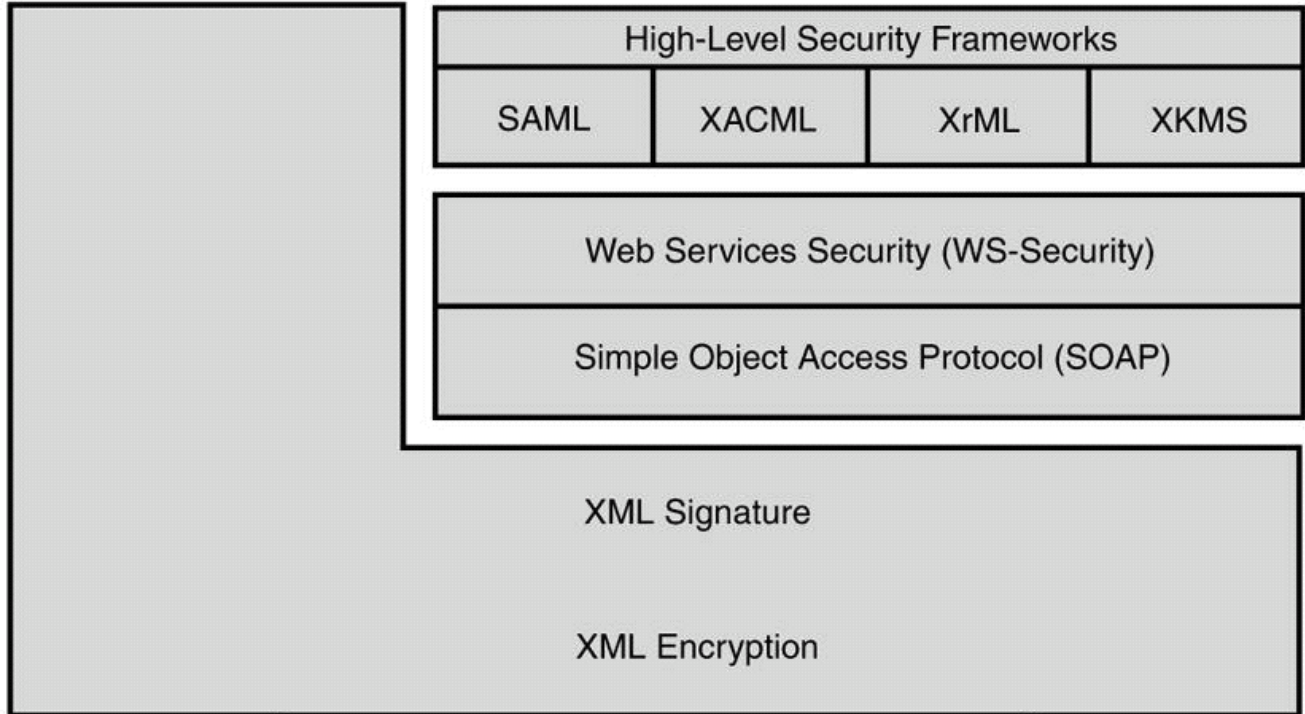 High-Level Security Frameworks
SAML XACML XrML XKMS
Web Services Security (WS-Security)
Simple Object Access Protocol (SOAP)
XML Signature
XML Encryption